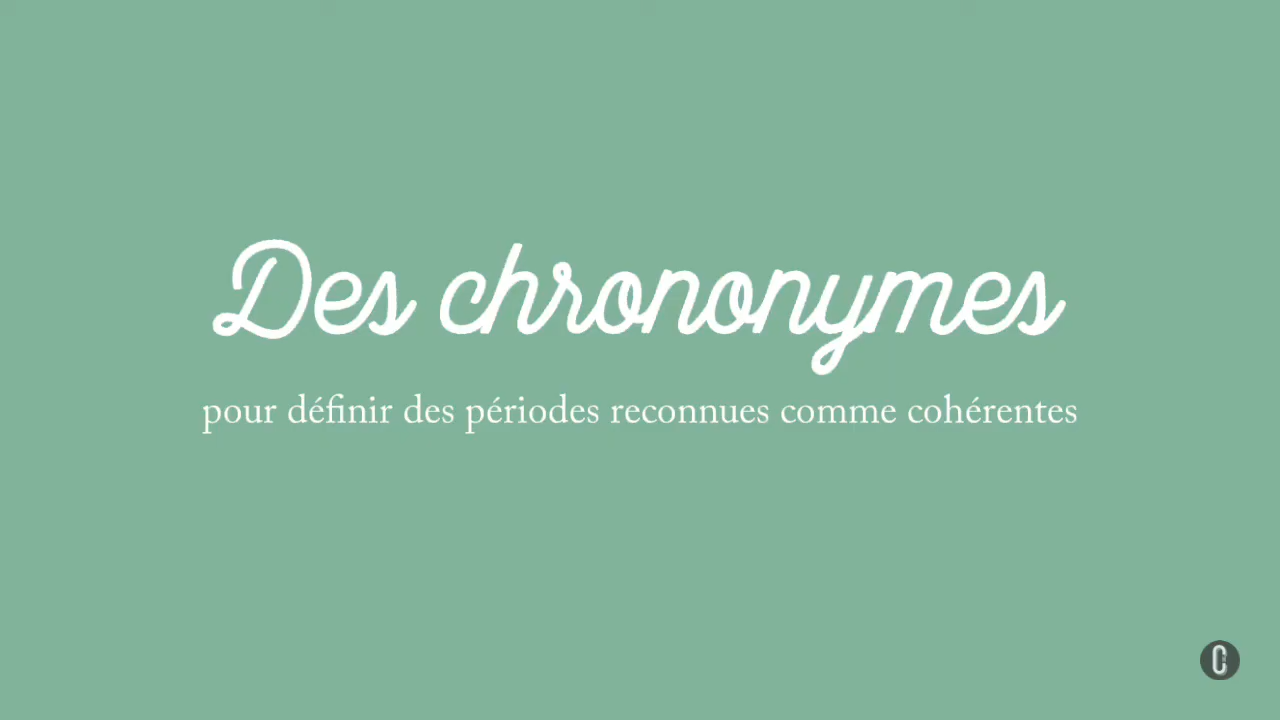 Des chrononymes
pour définir des périodes reconnues comme cohérentes
C